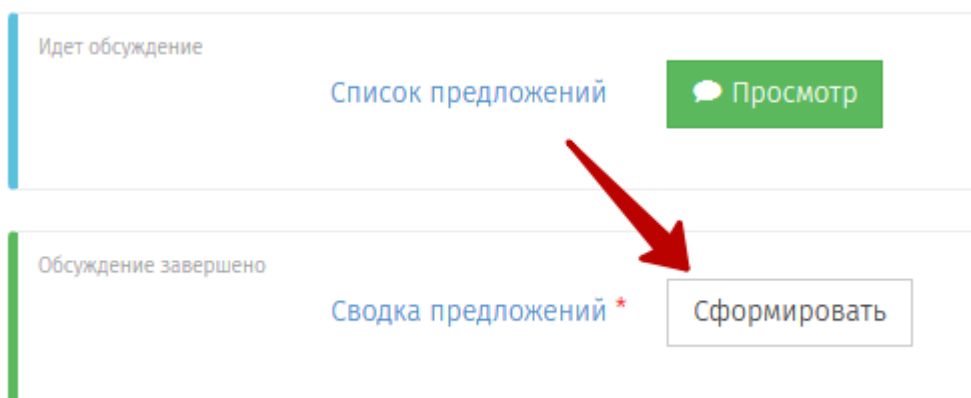 Идет обсуждение
Список предложений Просмотр
Обсуждение завершено
Сводка предложений * Сформировать